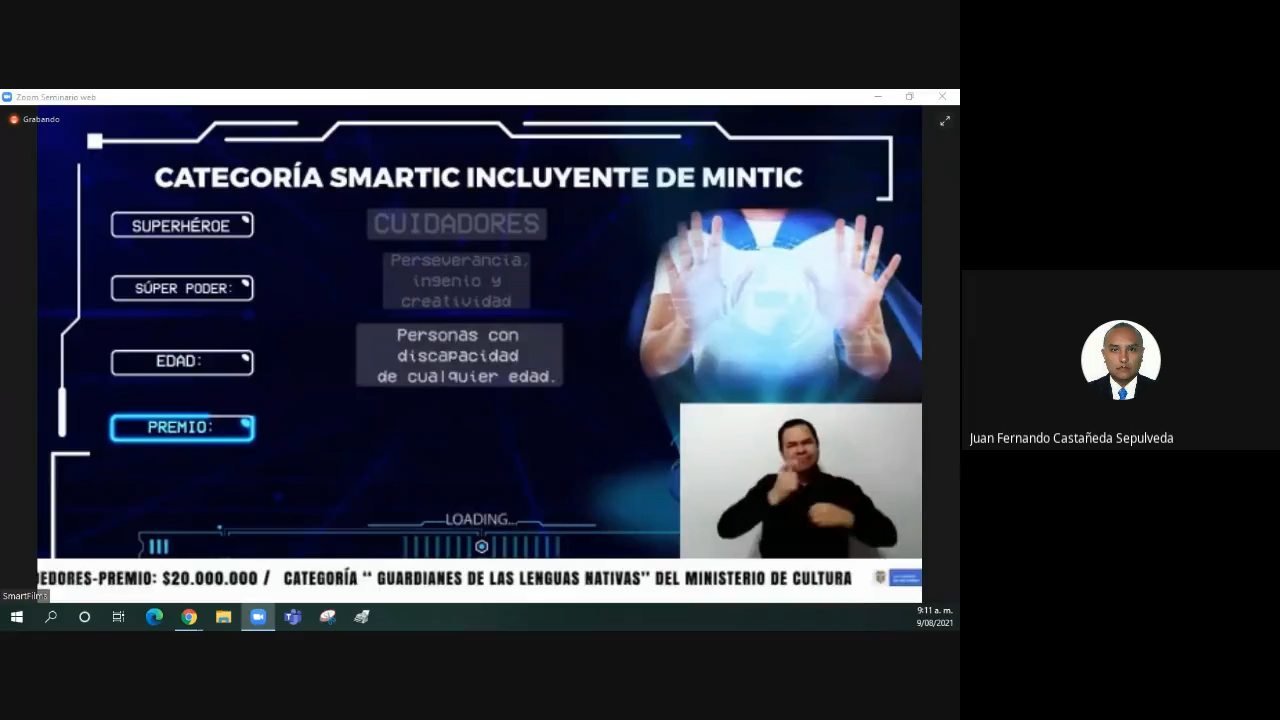 Zoom Seminario web
Grabando
CATEGORÍA SMARTIC INCLUYENTE DE MINTIC
SUPERHÉROE
CUIDADORES
SÚPER PODER:
Perseverancia,
ingenio y
creatividad
EDAD:
Personas con
discapacidad
de cualquier edad.
PREMIO:
LOADING...
EDORES-PREMIO: $20.000.000 / CATEGORÍA “ GUARDIANES DE LAS LENGUAS NATIVAS” DEL MINISTERIO DE CULTURA
SmartFilms
9:11 a. m.
9/08/2021
Juan Fernando Castañeda Sepulveda